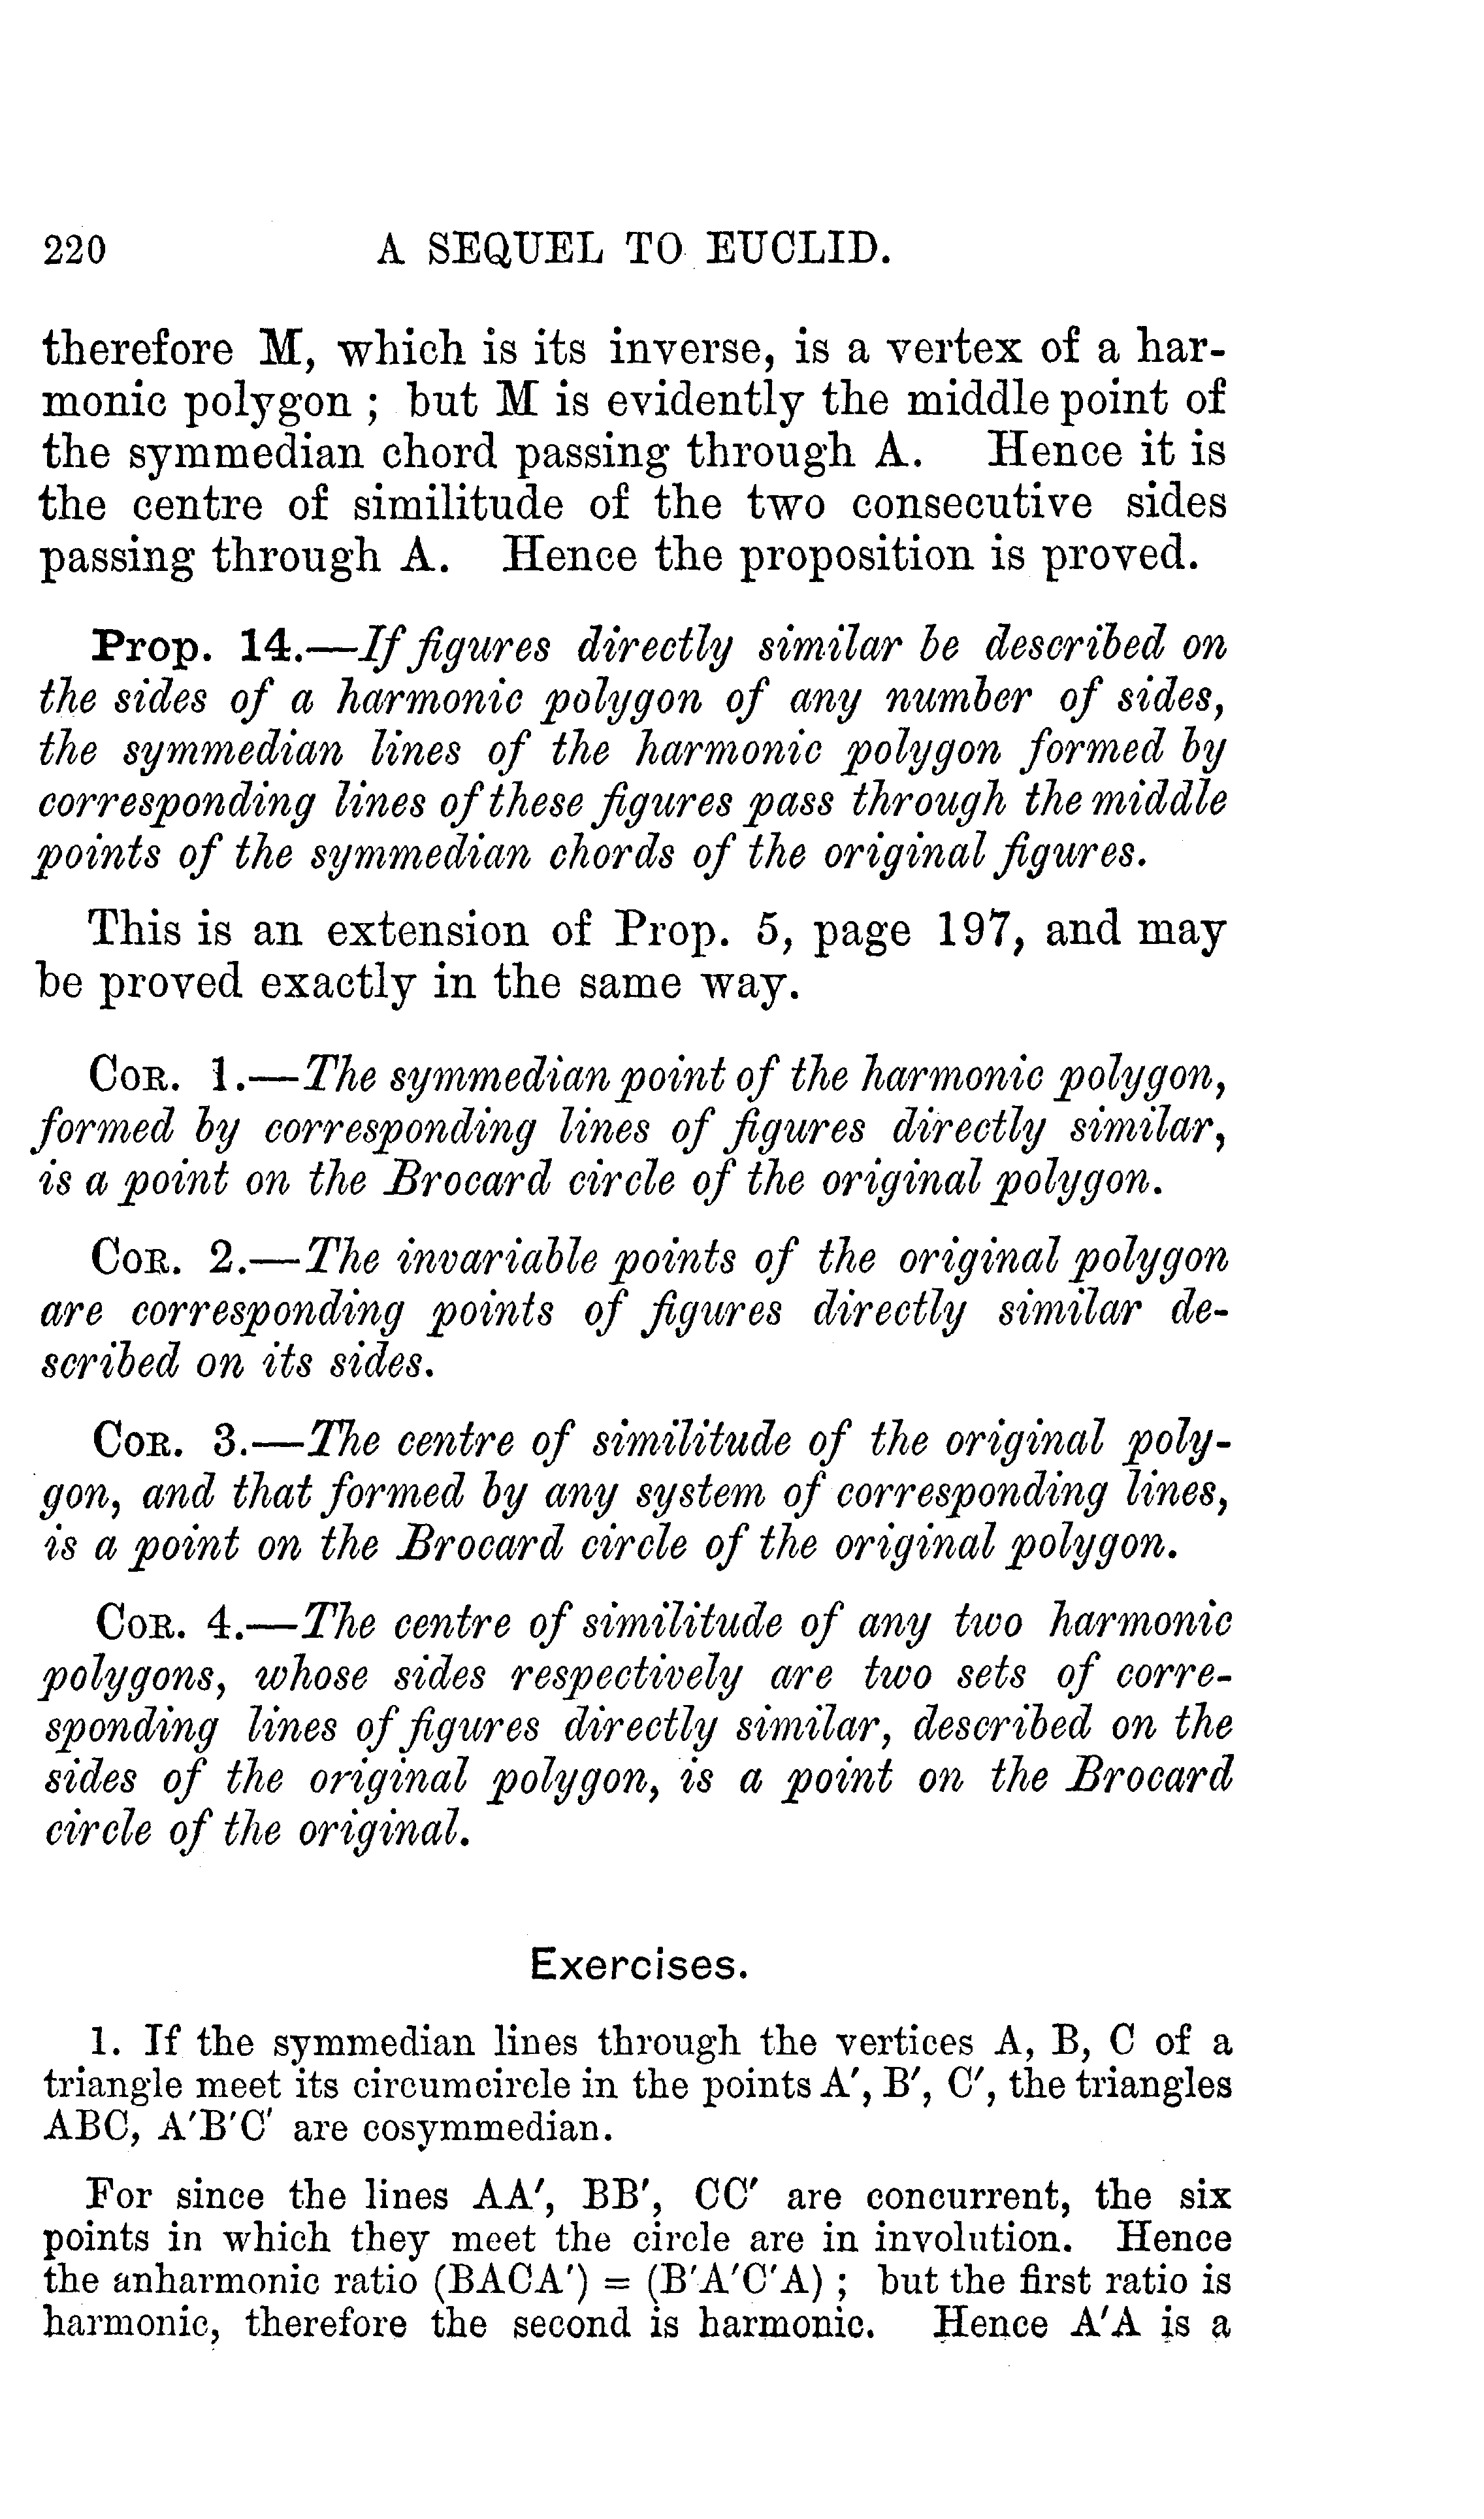 220 A SEQUEL TO EUCLID.
therefore M, which is its inverse, is a vertex of a har-
monic polygon ; but M is evidently the middle point of
the symmedian chord passing through A. Hence it is
the centre of similitude of the two consecutive sides
passing through A. Hence the proposition is proved.
Prop. 14.—If figures directly similar be described on
the sides of a harmonic polygon of any number of sides,
the symmedian lines of the harmonic polygon formed by
corresponding lines of these figures pass through the middle
points of the symmedian chords of the original figures.
This is an extension of Prop. 5, page 197, and may
be proved exactly in the same way.
Cor. 1.—The symmedian point of the harmonic polygon,
formed by corresponding lines of figures directly similar,
is a point on the Brocard circle of the original polygon.
Cor. 2.—The invariable points of the original polygon
are corresponding points of figures directly similar de-
scribed on its sides.
Cor. 3.—The centre of similitude of the original poly-
gon, and that formed by any system of corresponding lines,
is a point on the Brocard circle of the original polygon.
Cor. 4.—The centre of similitude of any two harmonic
polygons, whose sides respectively are two sets of corre-
sponding lines of figures directly similar, described on the
sides of the original polygon, is a point on the Brocard
circle of the original.
Exercises.
1. If the symmedian lines through the vertices A, B, C of a
triangle meet its circumcircle in the points A′, B′, C′, the triangles
ABC, A′B′C′ are cosymmedian.
For since the lines AA′, BB′, CC′ are concurrent, the six
points in which they meet the circle are in involution. Hence
the anharmonic ratio (BACA′) = (B′A′C′A) ; but the first ratio is
harmonic, therefore the second is harmonic. Hence A′A is a